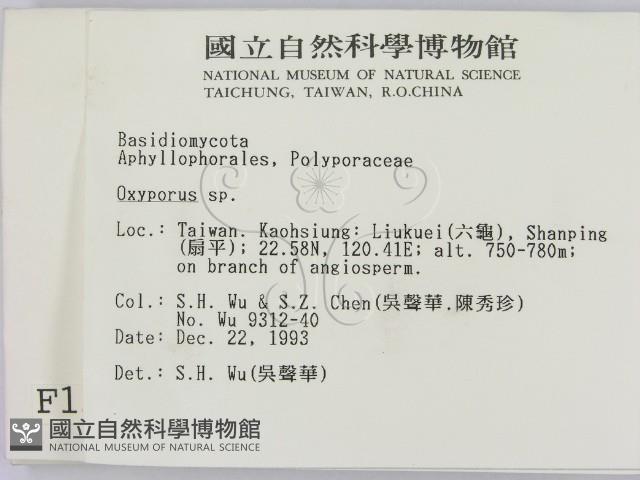 國立自然科學博物館
NATIONAL MUSEUM OF NATURAL SCIENCE
TAICHUNG, TAIWAN, R.O.CHINA
Basidiomycota
Aphyllophorales, Polyporaceae
Oxyporus sp.
Loc.: Taiwan. Kaohsiung: Liukuei(六龜), Shanping
(扇平); 22.58N, 120.41E; alt. 750-780m;
on branch of angiosperm.
Col.: S.H. Wu & S.Z. Chen(吳聲華.陳秀珍)
No. Wu 9312-40
Date: Dec. 22, 1993
Det.: S.H. Wu(吳聲華)
F1
國立自然科學博物館
NATIONAL MUSEUM OF NATURAL SCIENCE